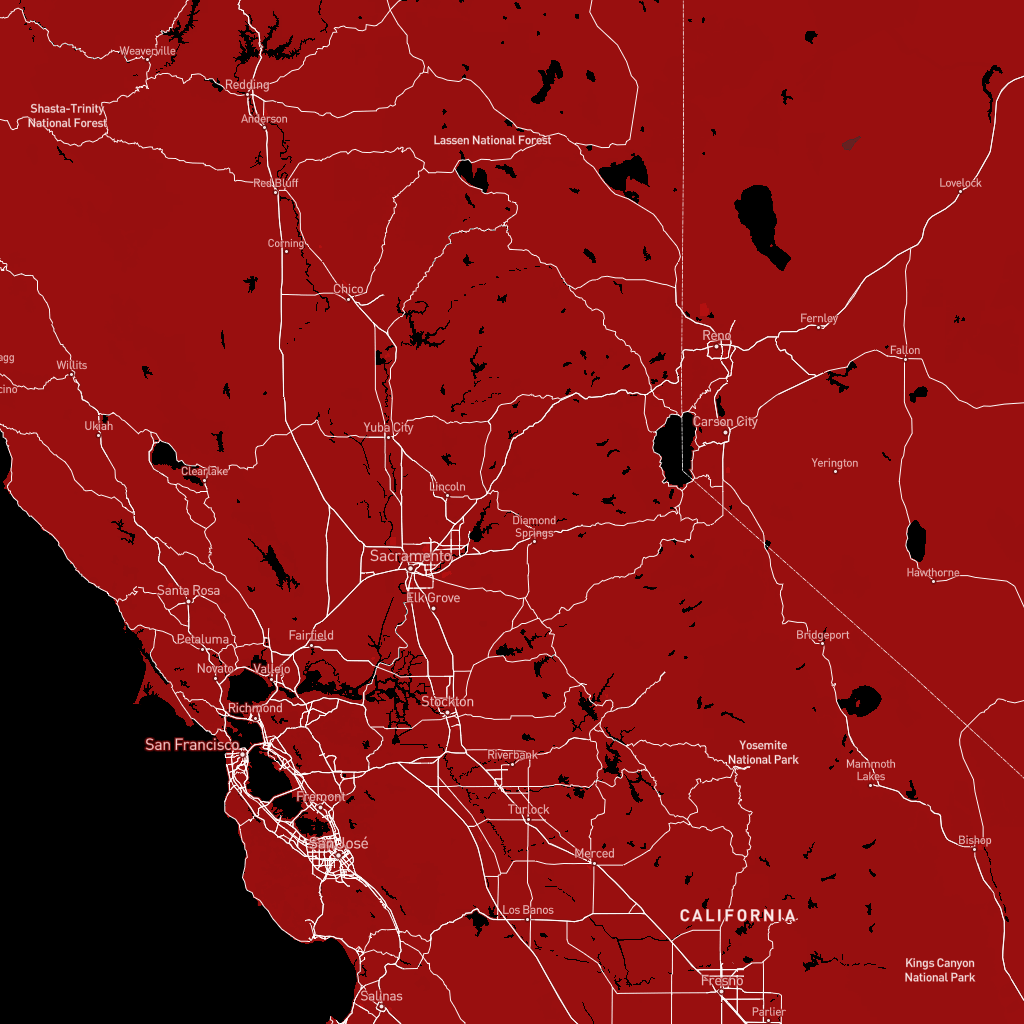 Weaverville
Redding
Shasta-Trinity
National Forest
Anderson
Lassen National Forest
Red Bluff
Lovelock
Corning
Chico
Fernley
Reno
agg
Willits
Fallon
cino
Ukiah
Yuba City
Carson City
Clearlake
Yerington
Lincoln
Diamond
Springs
Sacramento
Hawthorne
Santa Rosa
Elk Grove
Petaluma
Fairfield
Bridgeport
Novato
Vallejo
Richmond
Stockton
San Francisco
Riverbank
Yosemite
National Park
Mammoth
Lakes
Fremont
Turlock
San José
Merced
Bishop
Los Banos
CALIFORNIA
Kings Canyon
National Park
Fresno
Salinas
Parlier